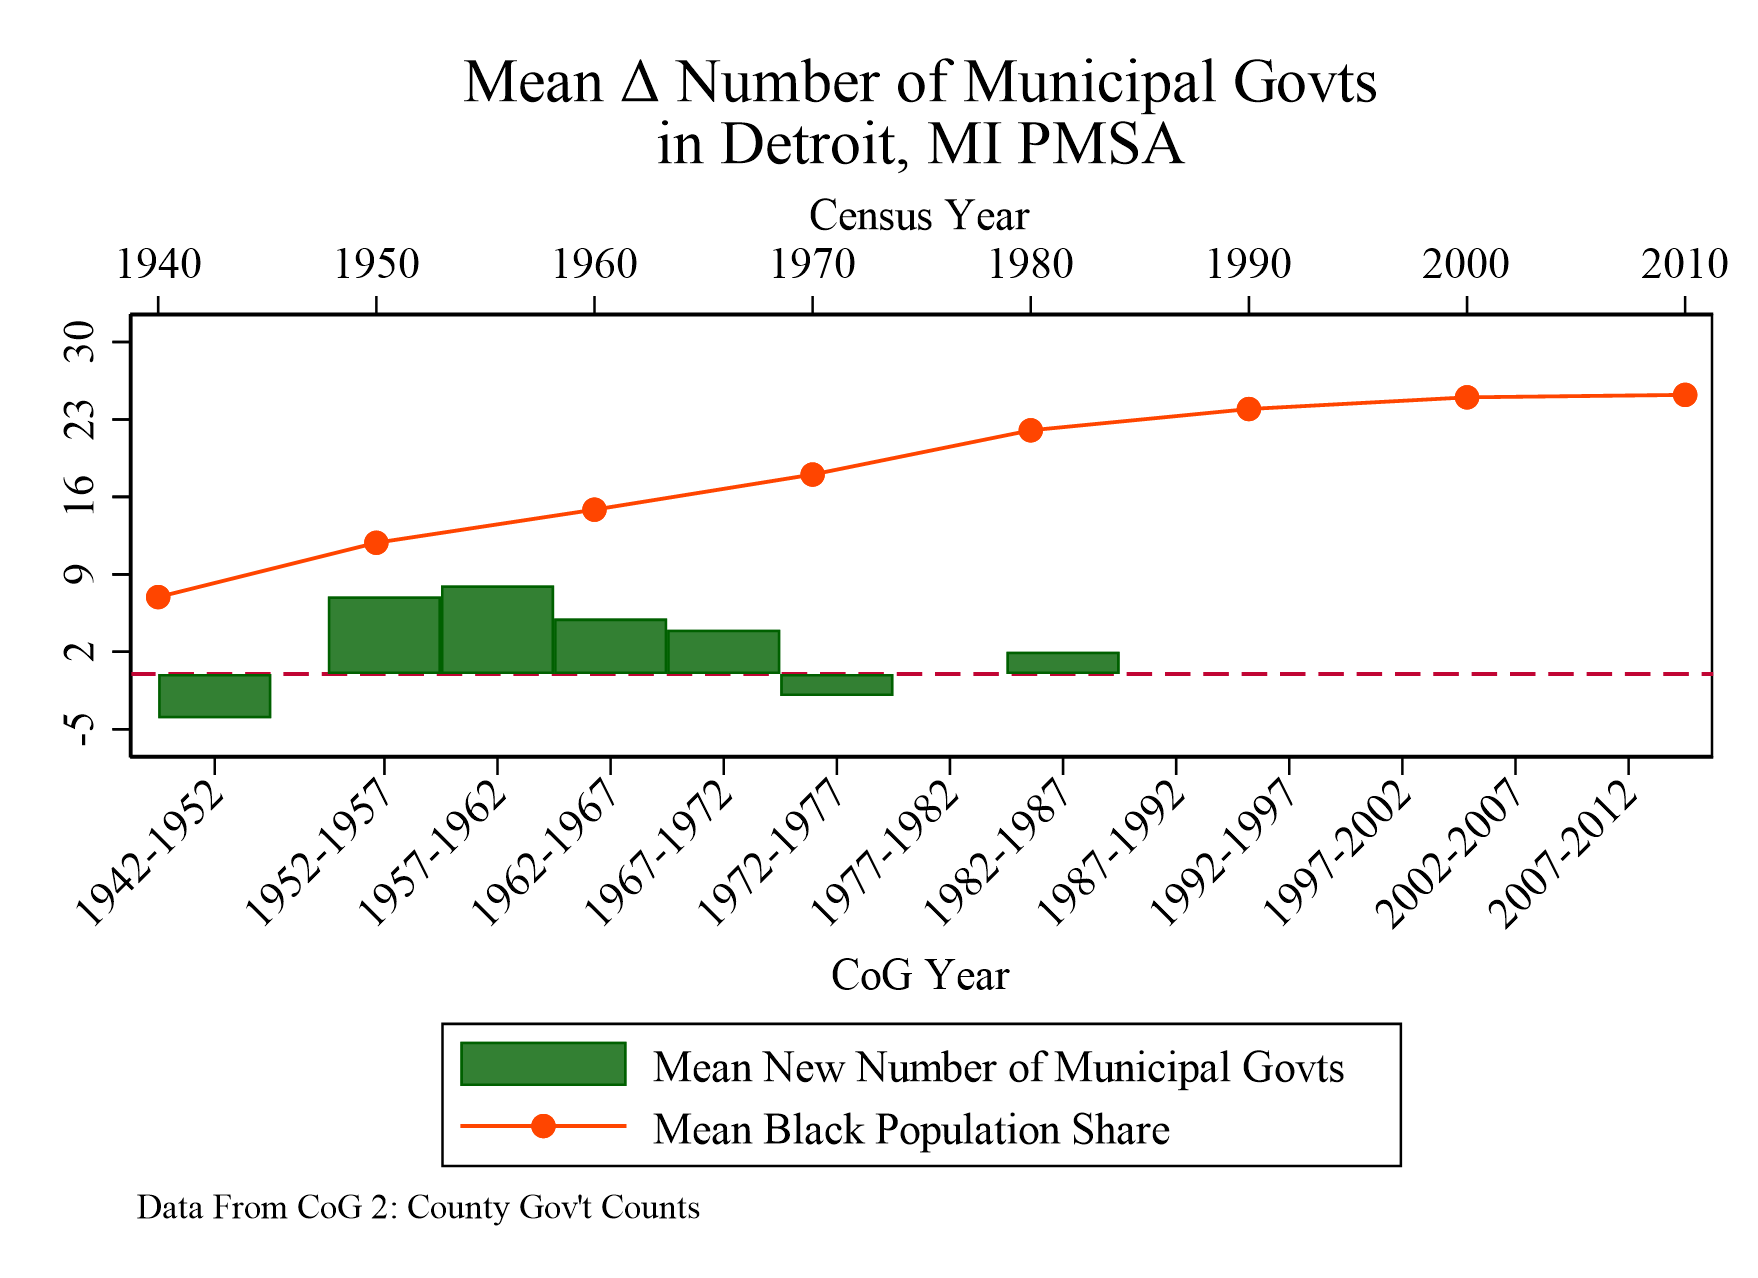 Mean Δ Number of Municipal Govts
in Detroit, MI PMSA
Census Year
1940 1950 1960 1970 1980 1990 2000 2010
30
23
16
9
2
-5
1942-1952 1952-1957 1957-1962 1962-1967 1967-1972 1972-1977 1977-1982 1982-1987 1987-1992 1992-1997 1997-2002 2002-2007 2007-2012
CoG Year
Mean New Number of Municipal Govts
Mean Black Population Share
Data From CoG 2: County Gov't Counts